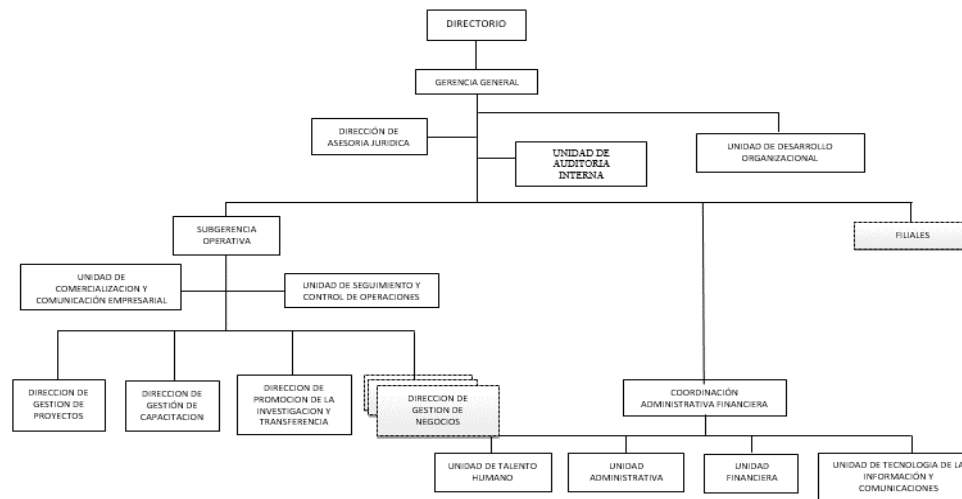 DIRECTORIO
GERENCIA GENERAL
DIRECCIÓN DE
ASESORIA JURIDICA
UNIDAD DE
AUDITORIA
INTERNA
UNIDAD DE DESARROLLO
ORGANIZACIONAL
SUBGERENCIA
OPERATIVA
FILIALES
UNIDAD DE
COMERCIALIZACION Y
COMUNICACIÓN EMPRESARIAL
UNIDAD DE SEGUIMIENTO Y
CONTROL DE OPERACIONES
DIRECCION DE
GESTION DE
PROYECTOS
DIRECCION DE
GESTIÓN DE
CAPACITACION
DIRECCION DE
PROMOCION DE LA
INVESTIGACION Y
TRANSFERENCIA
DIRECCION DE
GESTION DE
NEGOCIOS
COORDINACIÓN
ADMINISTRATIVA FINANCIERA
UNIDAD DE TALENTO
HUMANO
UNIDAD
ADMINISTRATIVA
UNIDAD
FINANCIERA
UNIDAD DE TECNOLOGIA DE LA
INFORMACIÓN Y
COMUNICACIONES